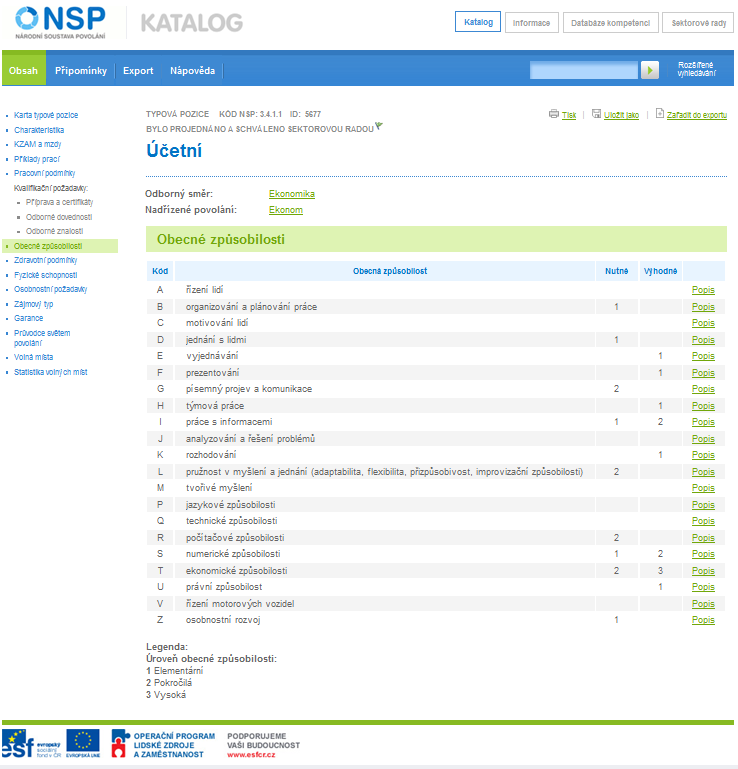 NSP
NÁRODNÍ SOUSTAVA POVOLÁNÍ
KATALOG
Katalog
Informace
Databáze kompetencí
Sektorové rady
Obsah
Připomínky
Export
Nápověda
Rozšířené
vyhledávání
Karta typové pozice
Charakteristika
KZAM a mzdy
Příklady prací
Pracovní podmínky
Kvalifikační požadavky:
Příprava a certifikáty
Odborné dovednosti
Odborné znalosti
Obecné způsobilosti
Zdravotní podmínky
Fyzické schopnosti
Osobnostní požadavky
Zájmový typ
Garance
Průvodce světem
povolání
Volná místa
Statistika volných míst
TYPOVÁ POZICE KÓD NSP: 3.4.1.1 ID: 5677
Tisk
Uložit jako
Zařadit do exportu
BYLO PROJEDNÁNO A SCHVÁLENO SEKTOROVOU RADOU
Účetní
Odborný směr: Ekonomika
Nadřízené povolání: Ekonom
Obecné způsobilosti
Kód Obecná způsobilost Nutné Výhodné
A řízení lidí Popis
B organizování a plánování práce 1 Popis
C motivování lidí Popis
D jednání s lidmi 1 Popis
E vyjednávání 1 Popis
F prezentování 1 Popis
G písemný projev a komunikace 2 Popis
H týmová práce 1 Popis
I práce s informacemi 1 2 Popis
J analyzování a řešení problémů Popis
K rozhodování 1 Popis
L pružnost v myšlení a jednání (adaptabilita, flexibilita, přizpůsobivost, improvizační způsobilosti) 2 Popis
M tvořivé myšlení Popis
P jazykové způsobilosti Popis
Q technické způsobilosti Popis
R počítačové způsobilosti 2 Popis
S numerické způsobilosti 1 2 Popis
T ekonomické způsobilosti 2 3 Popis
U právní způsobilost 1 Popis
V řízení motorových vozidel Popis
Z osobnostní rozvoj 1 Popis
Legenda:
Úroveň obecné způsobilosti:
1 Elementární
2 Pokročilá
3 Vysoká
esf
evropský
sociální
fond v ČR
EVROPSKÁ UNIE
OPERAČNÍ PROGRAM
LIDSKÉ ZDROJE
A ZAMĚSTNANOST
PODPORUJEME
VAŠI BUDOUCNOST
www.esfcr.cz